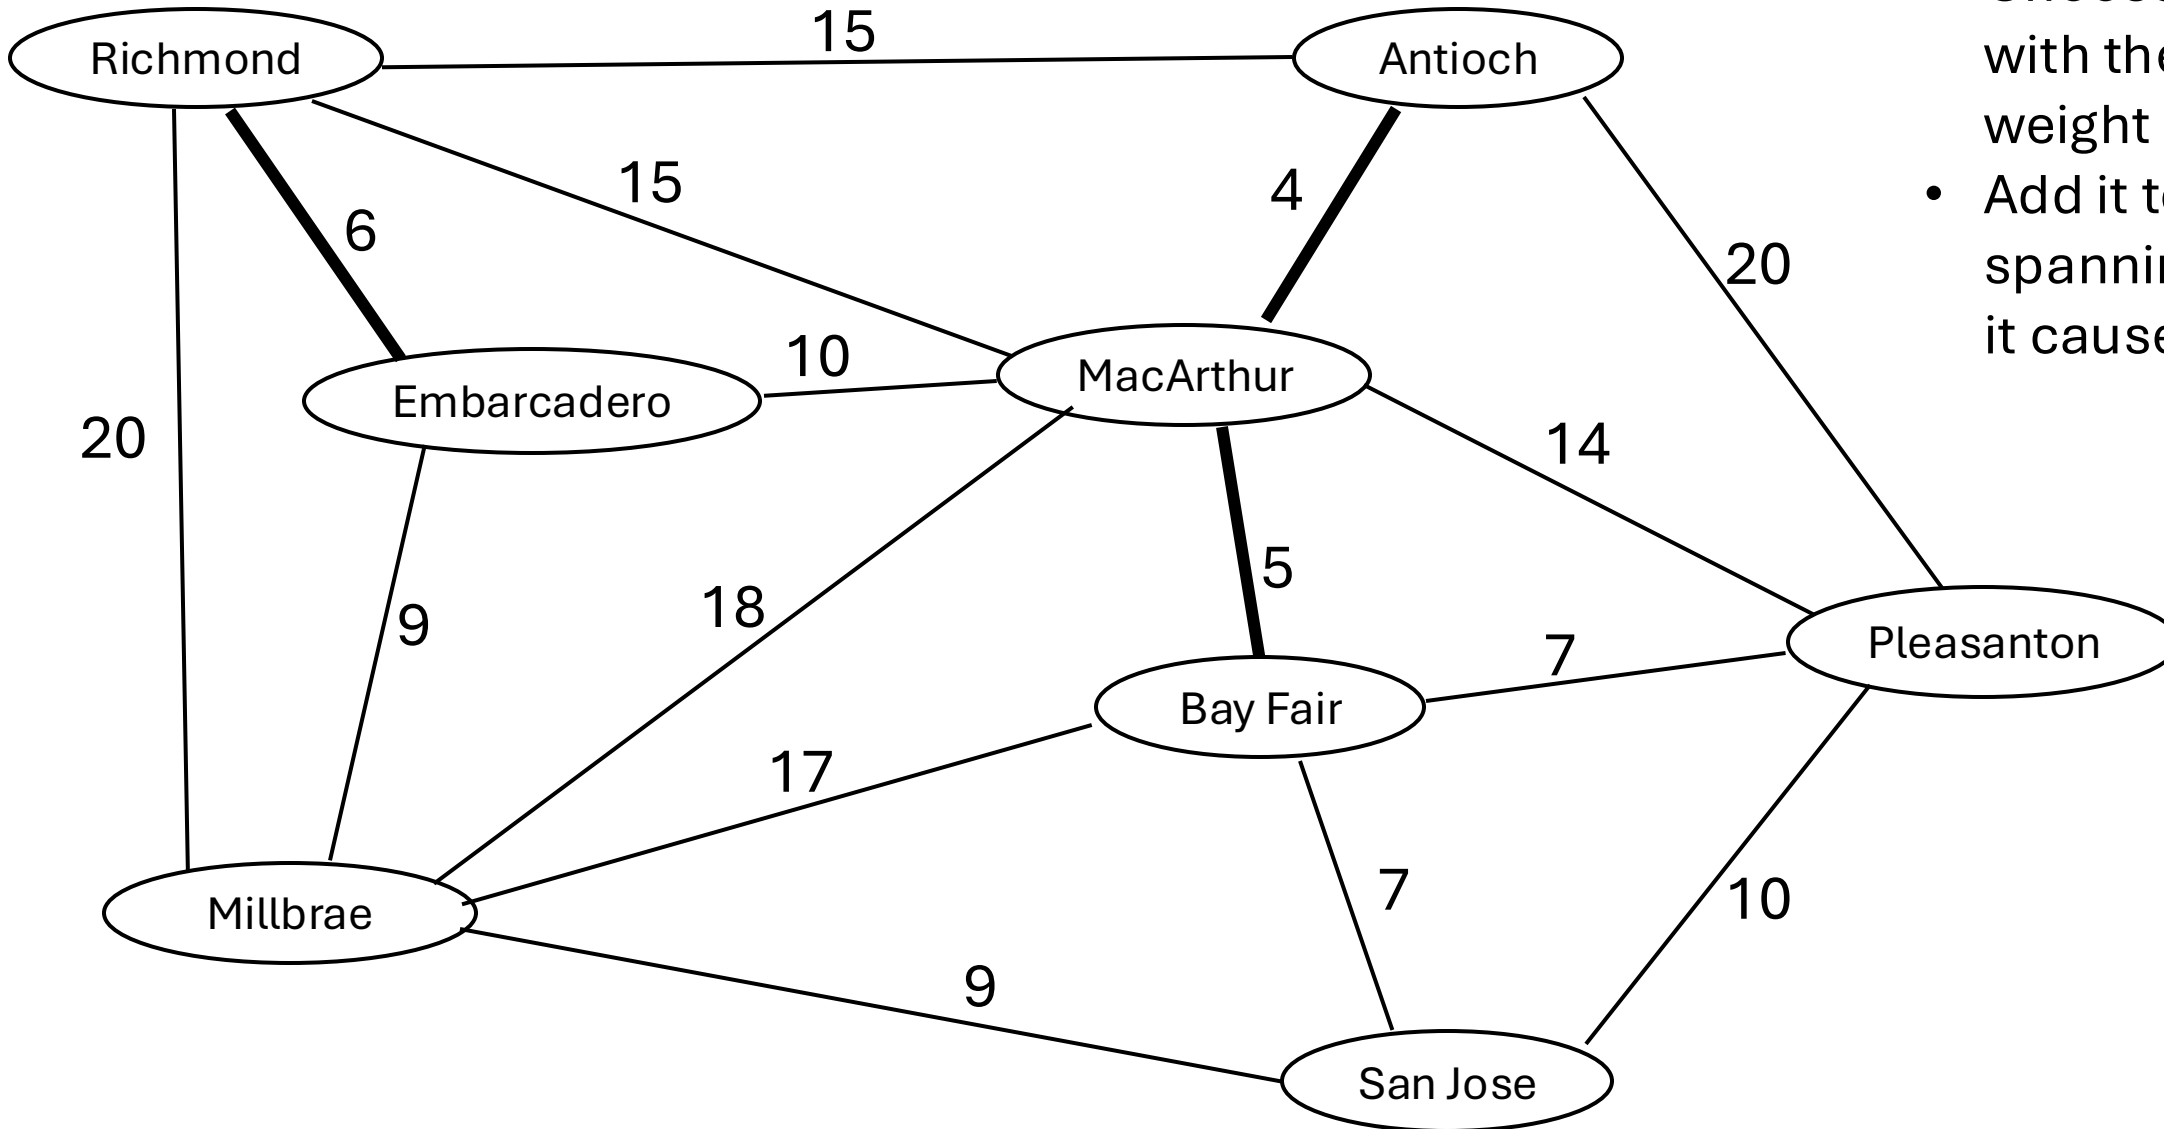 Richmond
15
Antioch
with the
weight
15
4
• Add it to
6
20
it cause
10
MacArthur
Embarcadero
20
14
5
18
9
7
Pleasanton
Bay Fair
17
7
10
Millbrae
9
San Jose